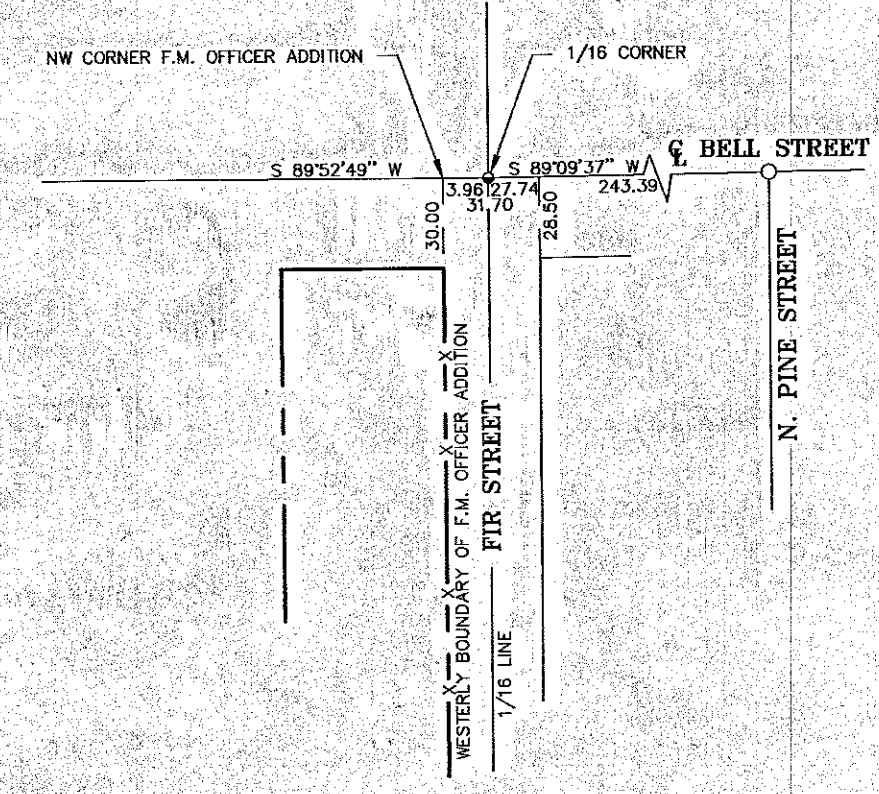 NW CORNER F.M. OFFICER ADDITION
1/16 CORNER
℄ BELL STREET
S 89°52'49" W
S 89°09'37" W
3.96
27.74
243.39
31.70
30.00
28.50
WESTERLY BOUNDARY OF F.M. OFFICER ADDITION
FIR STREET
1/16 LINE
N. PINE STREET
X
X
X
X